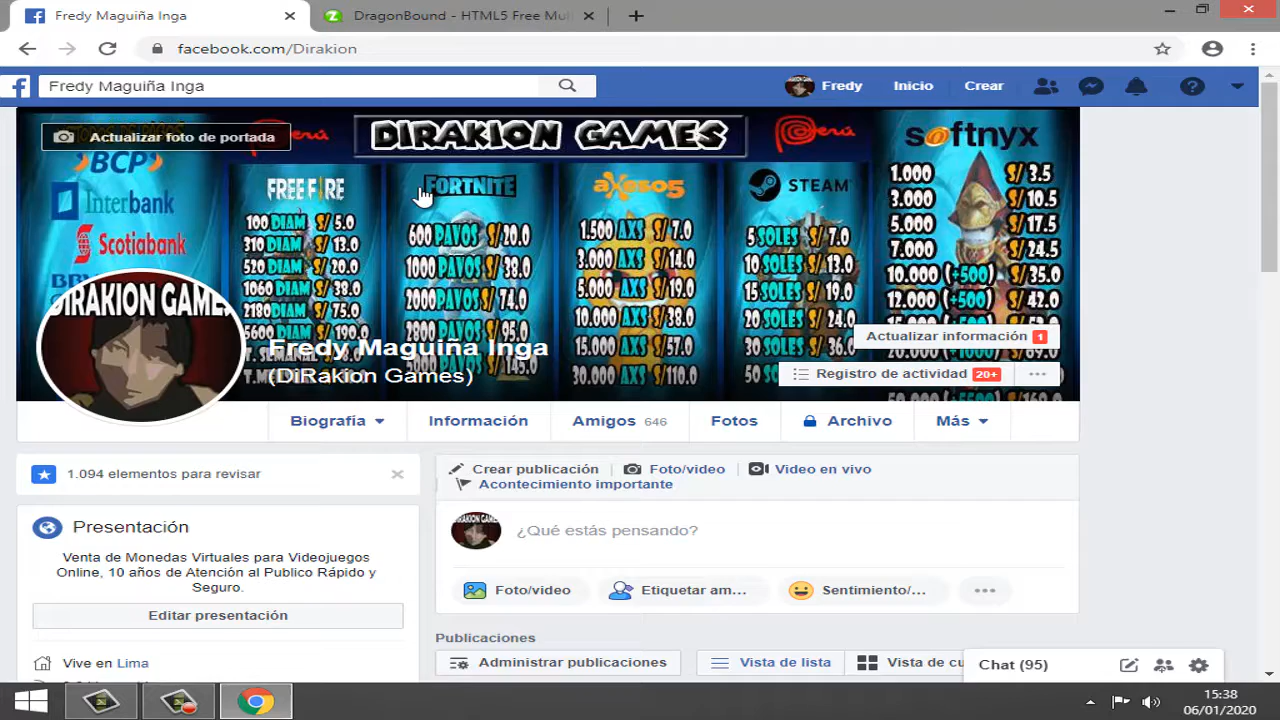 Fredy Maguiña Inga
DragonBound - HTML5 Free Mul
facebook.com/Dirakion
Fredy Maguiña Inga
Fredy
Inicio
Crear
Actualizar foto de portada
BCP
Interbank
Scotiabank
Perú
DIRAKION GAMES
Perú
FREE FIRE
100 DIAM S/ 5.0
310 DIAM S/ 13.0
520 DIAM S/ 20.0
1060 DIAM S/ 38.0
2180 DIAM S/ 75.0
5600 DIAM S/ 190.0
FORTNITE
600 PAVOS S/20.0
1000 PAVOS S/ 38.0
2000 PAVOS S/ 74.0
2800 PAVOS S/ 95.0
axeso5
1.500 AXS S/ 7.0
3.000 AXS S/ 14.0
5.000 AXS S/19.0
10.000 AXS S/38.0
15.000 AXS S/57.0
30.000 AXS S/110.0
STEAM
5 SOLES S/ 7.0
10 SOLES S/ 13.0
15 SOLES S/ 19.0
20 SOLES S/ 24.0
30 SOLES S/ 36.0
softnyx
1.000 S/ 3.5
3.000 S/ 10.5
5.000 S/ 17.5
7.000 S/ 24.5
10.000 (+500) S/ 35.0
12.000 (+500) S/ 42.0
DIRAKION GAMES
Fredy Maguiña Inga
(DiRakion Games)
Actualizar información 1
Registro de actividad 20+
Biografía
Información
Amigos 646
Fotos
Archivo
Más
1.094 elementos para revisar
Presentación
Venta de Monedas Virtuales para Videojuegos
Online, 10 años de Atención al Publico Rápido y
Seguro.
Editar presentación
Vive en Lima
Crear publicación
Foto/video
Video en vivo
Acontecimiento importante
¿Qué estás pensando?
Foto/video
Etiquetar am...
Sentimiento/...
Publicaciones
Administrar publicaciones
Vista de lista
Vista de cu
Chat (95)
15:38
06/01/2020